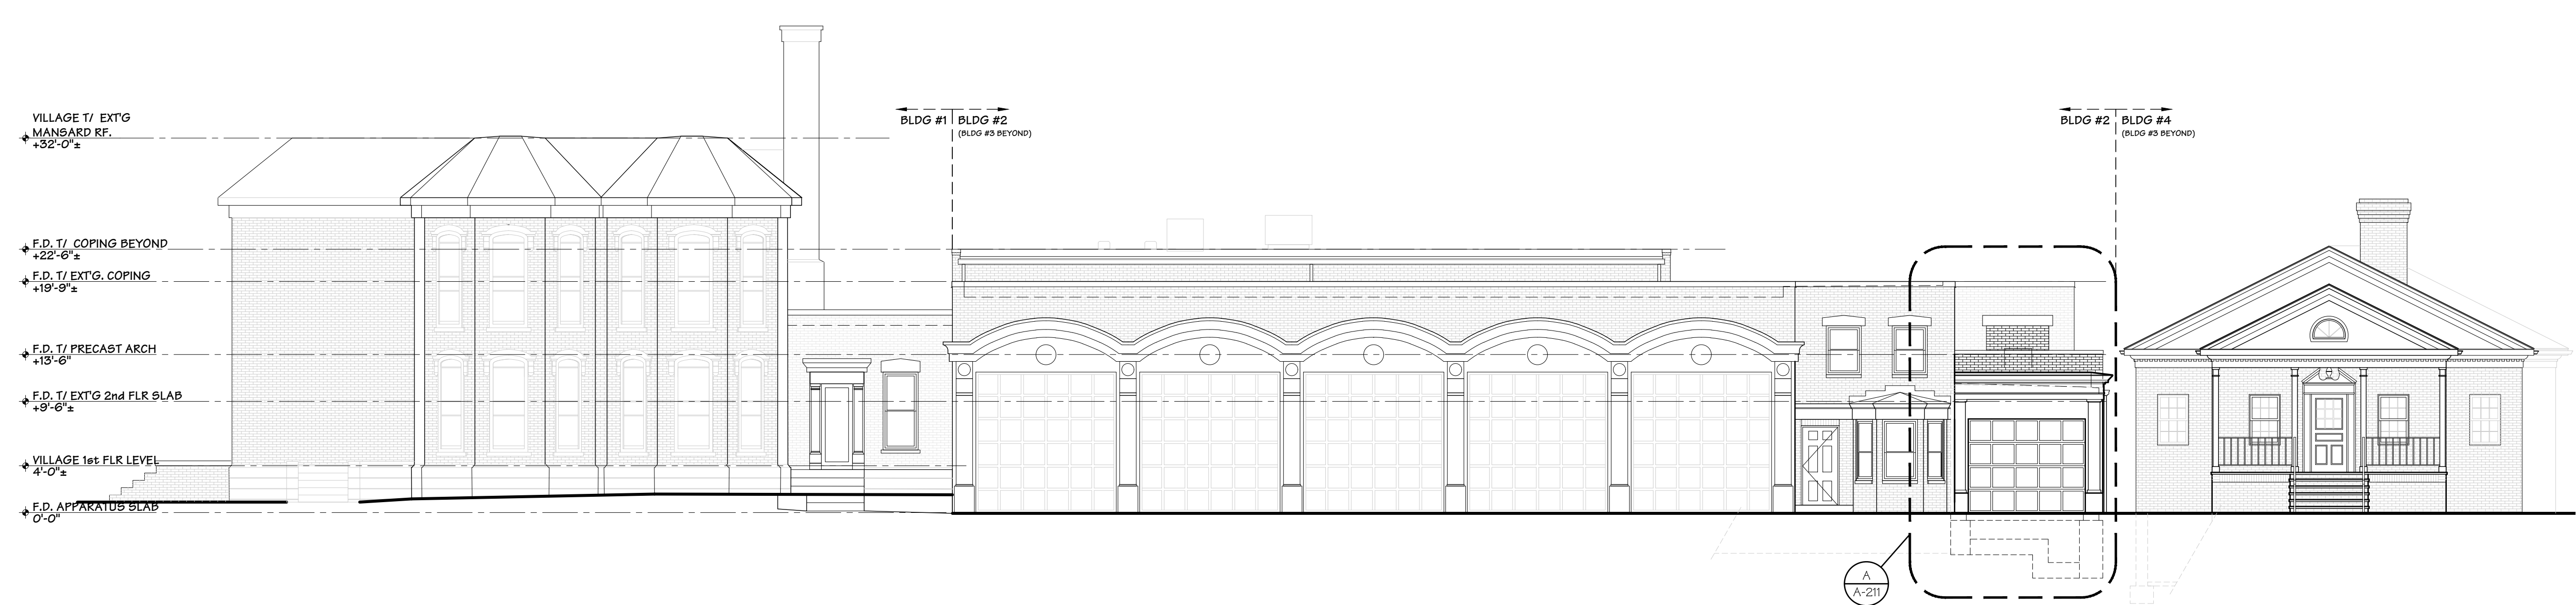 VILLAGE T/ EXT'G
MANSARD RF.
+32'-0"±
BLDG #1
BLDG #2
(BLDG #3 BEYOND)
BLDG #2
BLDG #4
(BLDG #3 BEYOND)
F.D. T/ COPING BEYOND
+22'-6"±
F.D. T/ EXT'G. COPING
+19'-9"±
F.D. T/ PRECAST ARCH
+13'-6"
F.D. T/ EXT'G 2nd FLR SLAB
+9'-6"±
VILLAGE 1st FLR LEVEL
4'-0"±
F.D. APPARATUS SLAB
0'-0"
A
A-211